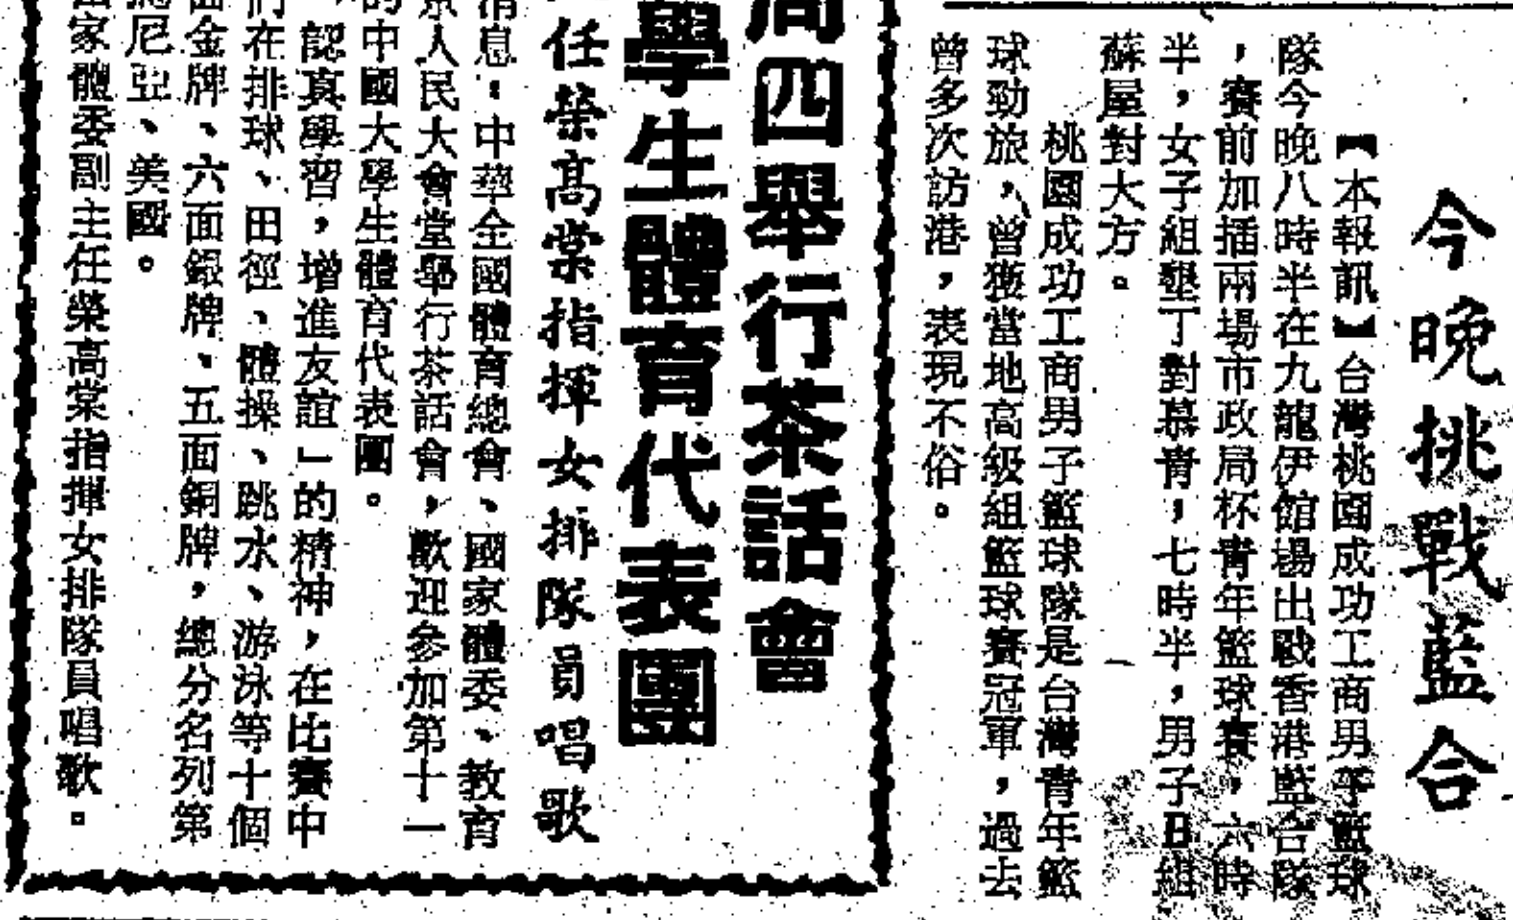 今晚挑戰藍合
【本報訊】台灣桃園成功工商男子籃球
隊今晚八時半在九龍伊館場出戰香港藍合隊
，賽前加插兩場市政局杯青年籃球賽，六時
半，女子組墾丁對慕青，七時半，男子B組
蘇屋對大方。
桃園成功工商男子籃球隊是台灣青年籃
球勁旅，曾獲當地高級組籃球賽冠軍，過去
曾多次訪港，表現不俗。
周四舉行茶話會
學生體育代表團
任榮高棠指揮女排隊員唱歌
消息：中華全國體育總會、國家體委、教育
京人民大會堂舉行茶話會，歡迎參加第十一
的中國大學生體育代表團。
，認真學習，增進友誼」的精神，在比賽中
們在排球、田徑、體操、跳水、游泳等十個
面金牌、六面銀牌、五面銅牌，總分名列第
尼亞、美國。
家體委副主任榮高棠指揮女排隊員唱歌。